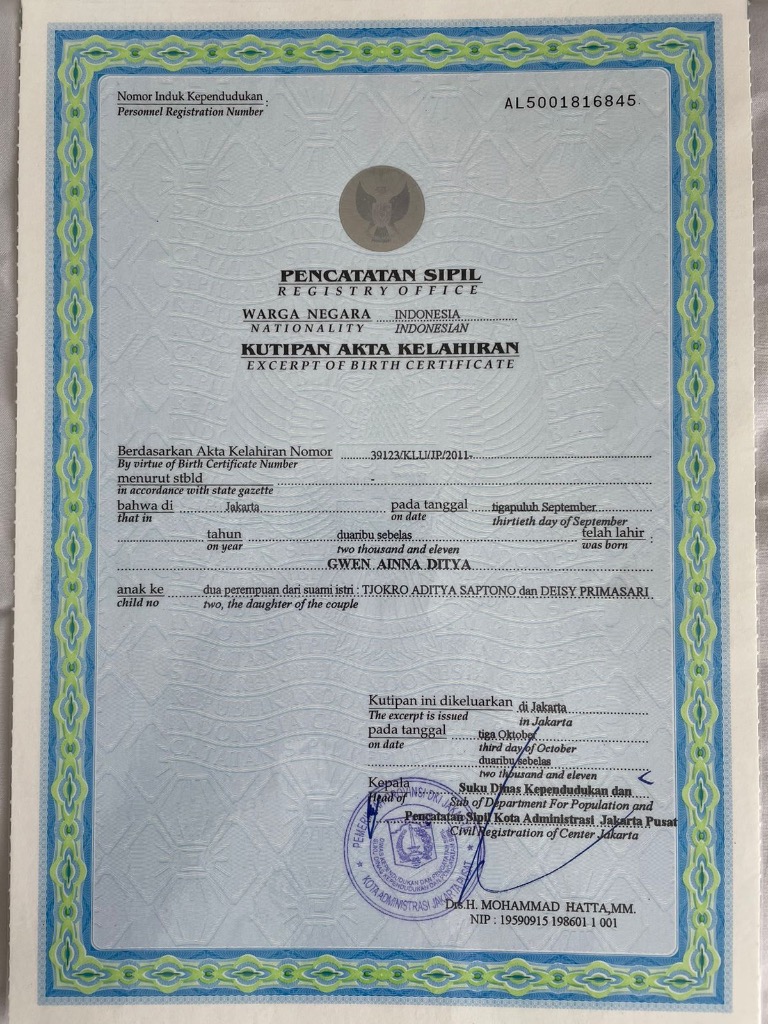 Nomor Induk Kependudukan :
Personnel Registration Number
AL5001816845
PENCATATAN SIPIL
REGISTRY OFFICE
WARGA NEGARA INDONESIA
NATIONALITY INDONESIAN
KUTIPAN AKTA KELAHIRAN
EXCERPT OF BIRTH CERTIFICATE
Berdasarkan Akta Kelahiran Nomor 39123/KLU/JP/2011-
By virtue of Birth Certificate Number
menurut stbld -
in accordance with state gazette
bahwa di Jakarta pada tanggal tigapuluh September
that in on date thirtieth day of September
tahun duaribu sebelas telah lahir :
on year two thousand and eleven was born
GWEN AINNA DITYA
anak ke dua perempuan dari suami istri : TJOKRO ADITYA SAPTONO dan DEISY PRIMASARI
child no two, the daughter of the couple
Kutipan ini dikeluarkan di Jakarta
The excerpt is issued in Jakarta
pada tanggal tiga Oktober
on date third day of October
duaribu sebelas
two thousand and eleven
Kepala Suku Dinas Kependudukan dan
Head of Sub of Department For Population and
Pencatatan Sipil Kota Administrasi Jakarta Pusat
Civil Registration of Center Jakarta
KOTA ADMINISTRASI JAKARTA PUSAT
Drs.H. MOHAMMAD HATTA,MM.
NIP : 19590915 198601 1 001